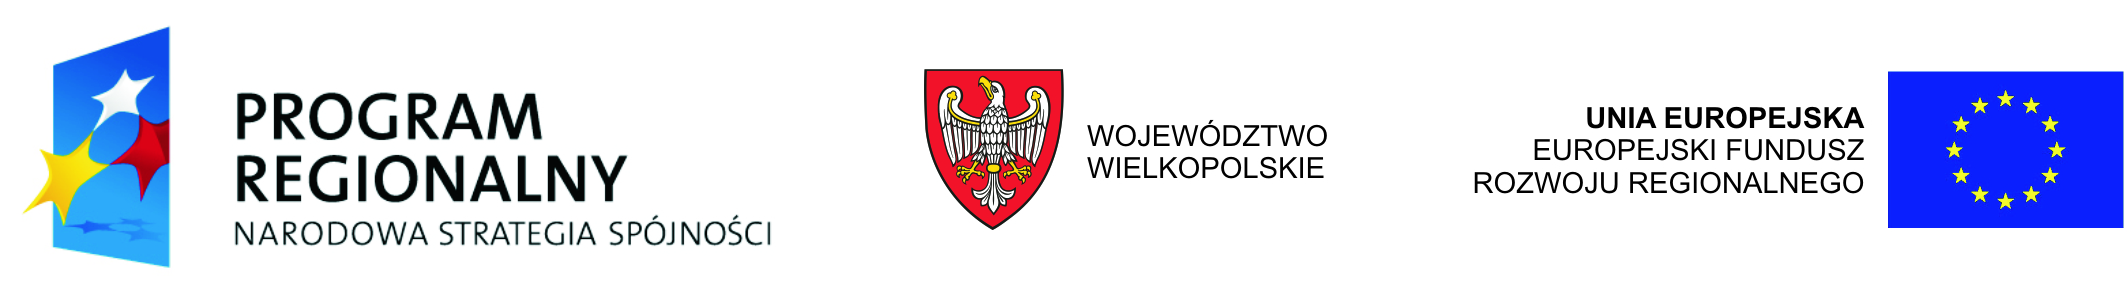 PROGRAM
REGIONALNY
NARODOWA STRATEGIA SPÓJNOŚCI
WOJEWÓDZTWO
WIELKOPOLSKIE
UNIA EUROPEJSKA
EUROPEJSKI FUNDUSZ
ROZWOJU REGIONALNEGO